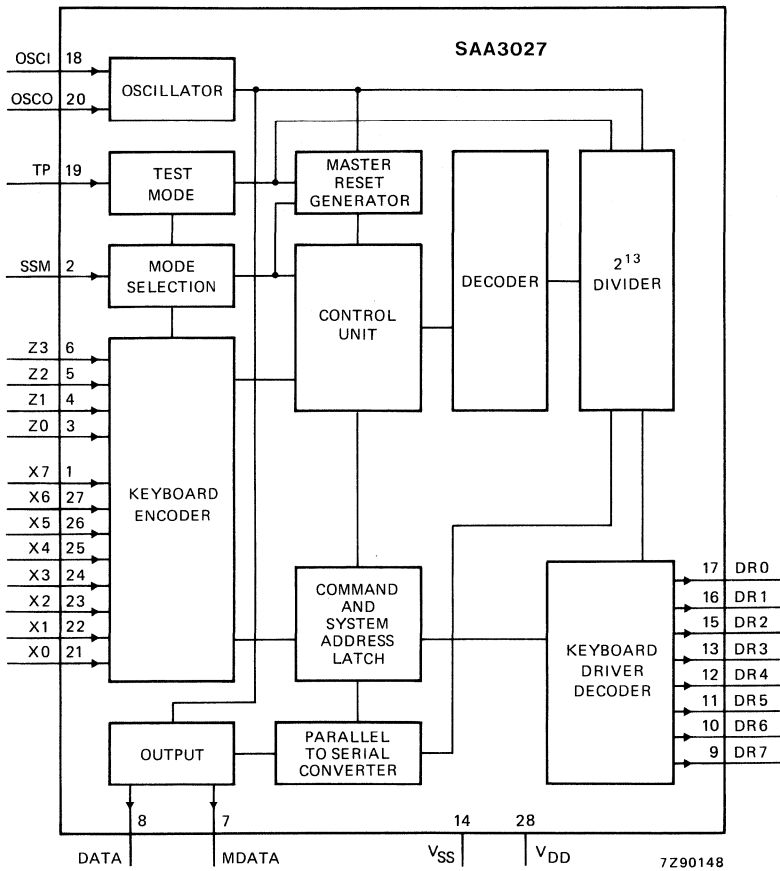 SAA3027
OSCI 18
OSCO 20
OSCILLATOR
TP 19
TEST
MODE
MASTER
RESET
GENERATOR
SSM 2
MODE
SELECTION
CONTROL
UNIT
DECODER
2^13
DIVIDER
Z3 6
Z2 5
Z1 4
Z0 3
X7 1
X6 27
X5 26
X4 25
X3 24
X2 23
X1 22
X0 21
KEYBOARD
ENCODER
COMMAND
AND
SYSTEM
ADDRESS
LATCH
KEYBOARD
DRIVER
DECODER
17 DR0
16 DR1
15 DR2
13 DR3
12 DR4
11 DR5
10 DR6
9 DR7
OUTPUT
PARALLEL
TO SERIAL
CONVERTER
8
7
14
28
DATA
MDATA
VSS
VDD
7Z90148